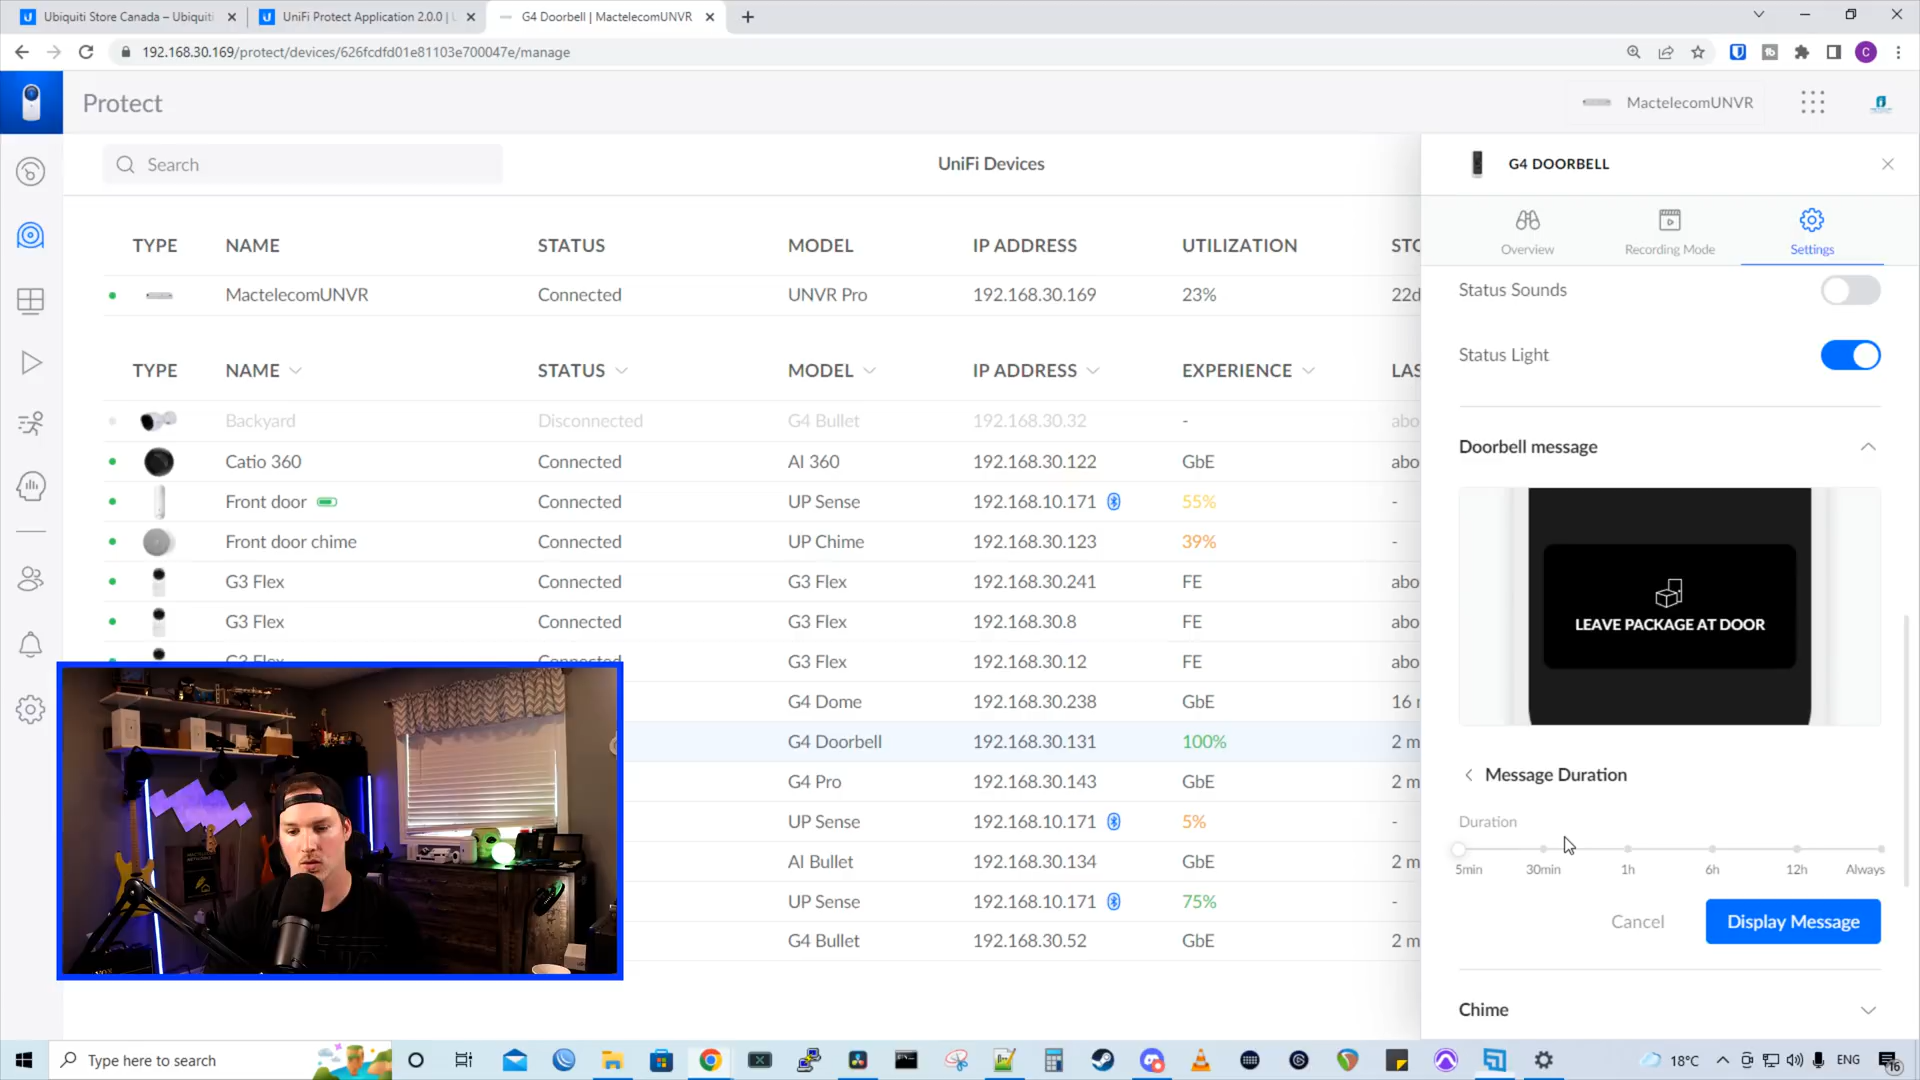 Ubiquiti Store Canada – Ubiquiti
UniFi Protect Application 2.0.0 | U
G4 Doorbell | MactelecomUNVR
192.168.30.169/protect/devices/626fcdfd01e81103e700047e/manage
Protect
MactelecomUNVR
Search
UniFi Devices
TYPE NAME STATUS MODEL IP ADDRESS UTILIZATION STO
MactelecomUNVR Connected UNVR Pro 192.168.30.169 23% 22d
TYPE NAME STATUS MODEL IP ADDRESS EXPERIENCE LAS
Backyard Disconnected G4 Bullet 192.168.30.32 - abo
Catio 360 Connected AI 360 192.168.30.122 GbE abo
Front door Connected UP Sense 192.168.10.171 55% -
Front door chime Connected UP Chime 192.168.30.123 39% -
G3 Flex Connected G3 Flex 192.168.30.241 FE abo
G3 Flex Connected G3 Flex 192.168.30.8 FE abo
G3 Flex Connected G3 Flex 192.168.30.12 FE abo
G4 Dome 192.168.30.238 GbE 16 r
G4 Doorbell 192.168.30.131 100% 2 m
G4 Pro 192.168.30.143 GbE 2 m
UP Sense 192.168.10.171 5% -
AI Bullet 192.168.30.134 GbE -
UP Sense 192.168.10.171 75% -
G4 Bullet 192.168.30.52 GbE 2 m
G4 DOORBELL
Overview Recording Mode Settings
Status Sounds
Status Light
Doorbell message
LEAVE PACKAGE AT DOOR
Message Duration
Duration
5min 30min 1h 6h 12h Always
Cancel Display Message
Chime
Type here to search
18°C ENG 16